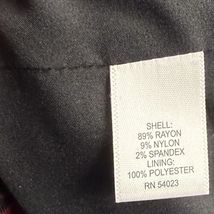 SHELL:
89% RAYON
9% NYLON
2% SPANDEX
LINING:
100% POLYESTER
RN 54023